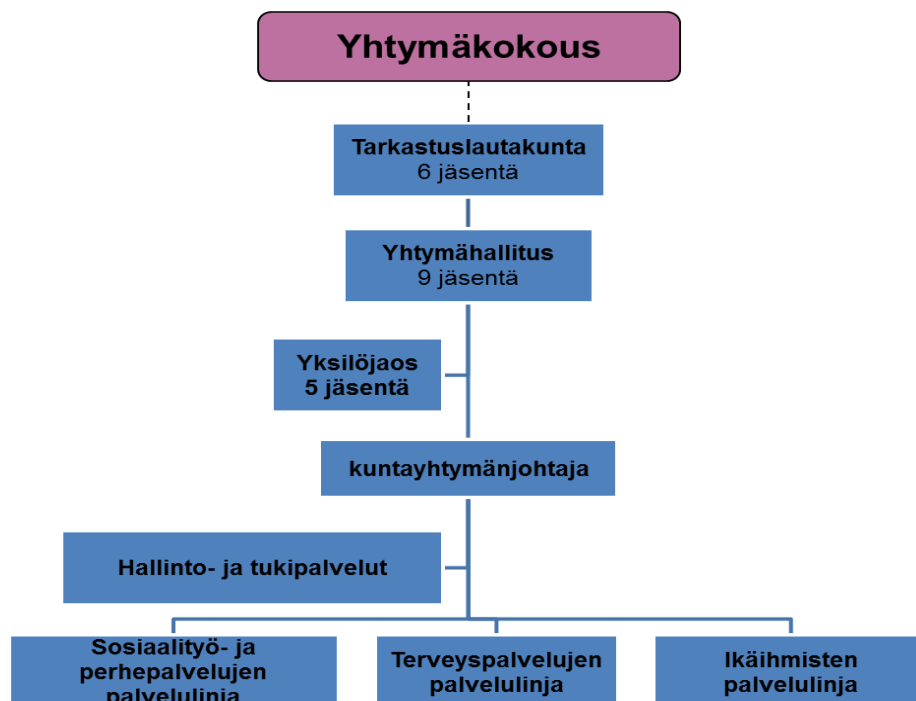 Yhtymäkokous
Tarkastuslautakunta
6 jäsentä
Yhtymähallitus
9 jäsentä
Yksilöjaos
5 jäsentä
kuntayhtymänjohtaja
Hallinto- ja tukipalvelut
Sosiaalityö- ja
perhepalvelujen
palvelulinja
Terveyspalvelujen
palvelulinja
Ikäihmisten
palvelulinja